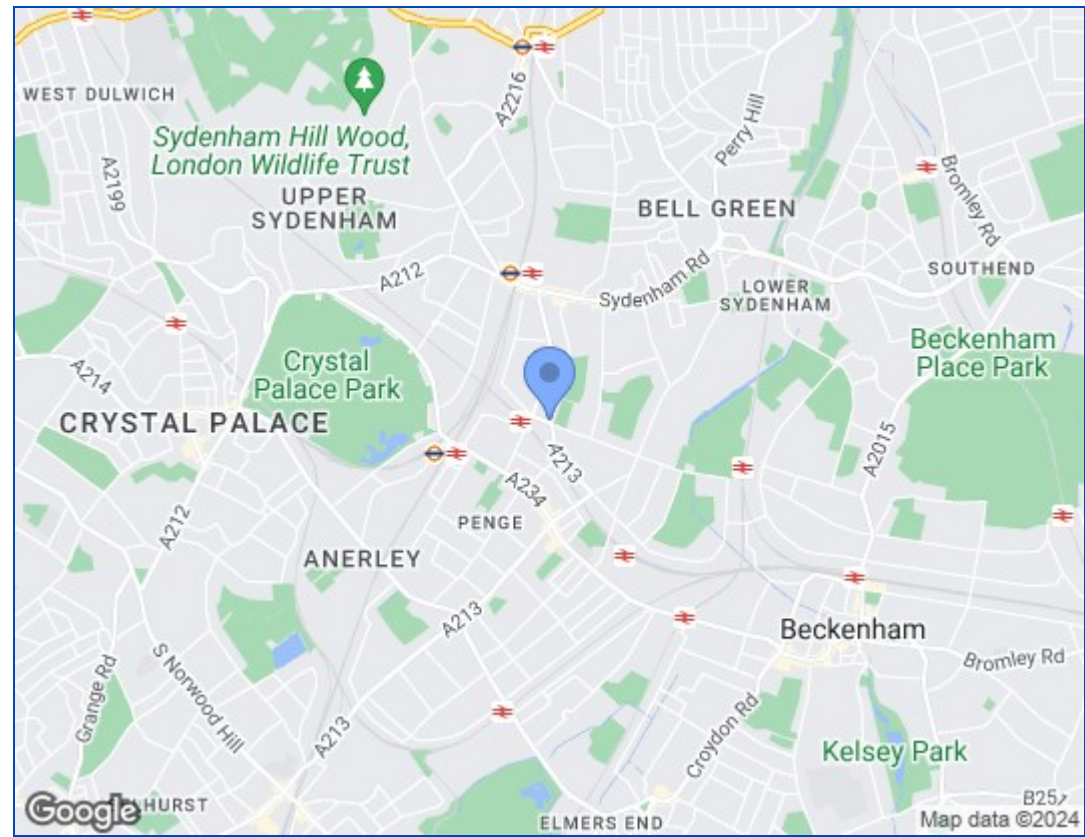 WEST DULWICH
A2216
Perry Hill
Sydenham Hill Wood,
London Wildlife Trust
A2199
UPPER
SYDENHAM
BELL GREEN
Bromley Rd
A212
Sydenham Rd
LOWER
SYDENHAM
SOUTHEND
Beckenham
Place Park
Crystal
Palace Park
A214
CRYSTAL PALACE
A213
A2015
A234
A212
PENGE
ANERLEY
A213
Beckenham
Bromley Rd
S Norwood Hill
Grange Rd
A213
Croydon Rd
Kelsey Park
Google
ELMERS END
Map data ©2024